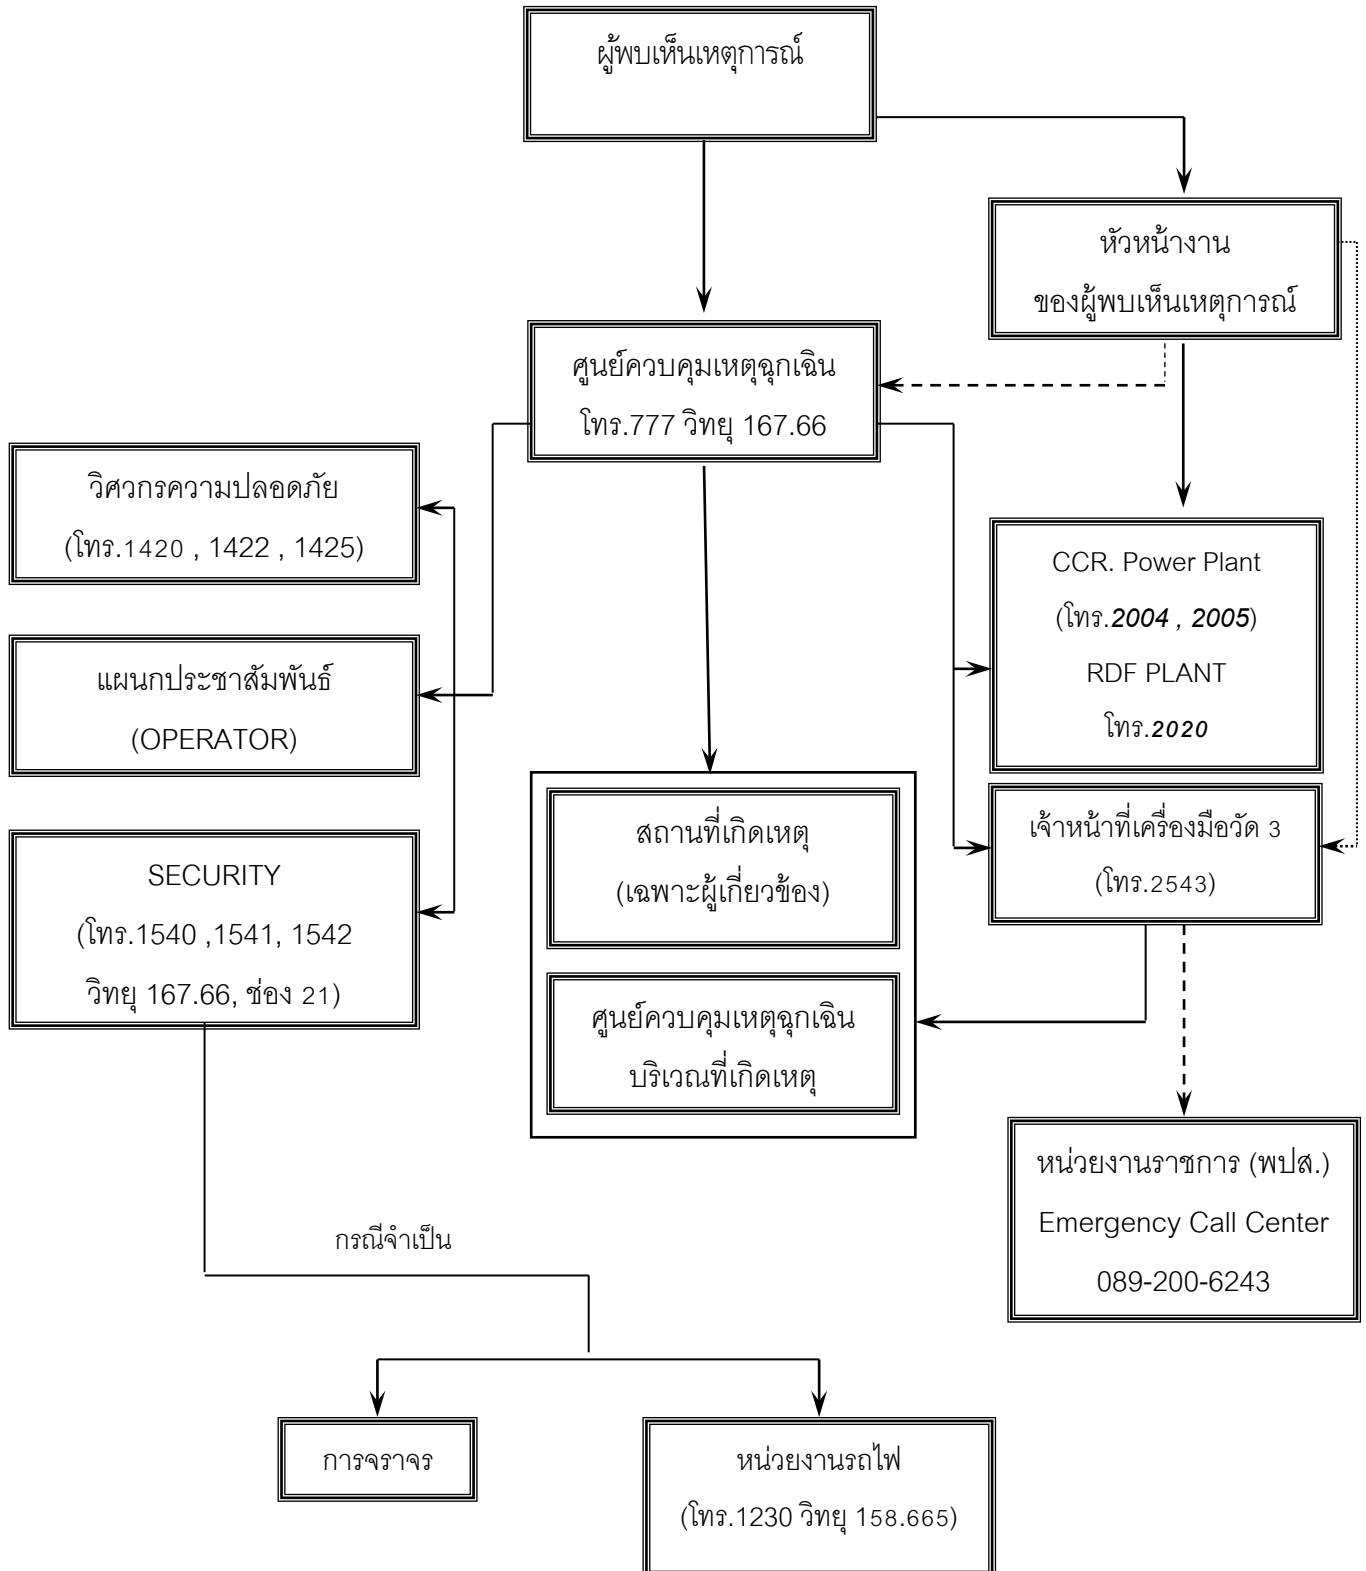 ผู้พบเห็นเหตุการณ์
หัวหน้างาน
ของผู้พบเห็นเหตุการณ์
ศูนย์ควบคุมเหตุฉุกเฉิน
โทร.777 วิทยุ 167.66
วิศวกรความปลอดภัย
(โทร.1420 , 1422 , 1425)
แผนกประชาสัมพันธ์
(OPERATOR)
SECURITY
(โทร.1540 ,1541, 1542
วิทยุ 167.66, ช่อง 21)
CCR. Power Plant
(โทร.2004 , 2005)
RDF PLANT
โทร.2020
สถานที่เกิดเหตุ
(เฉพาะผู้เกี่ยวข้อง)
เจ้าหน้าที่เครื่องมือวัด 3
(โทร.2543)
ศูนย์ควบคุมเหตุฉุกเฉิน
บริเวณที่เกิดเหตุ
หน่วยงานราชการ (พปส.)
Emergency Call Center
089-200-6243
กรณีจำเป็น
การจราจร
หน่วยงานรถไฟ
(โทร.1230 วิทยุ 158.665)